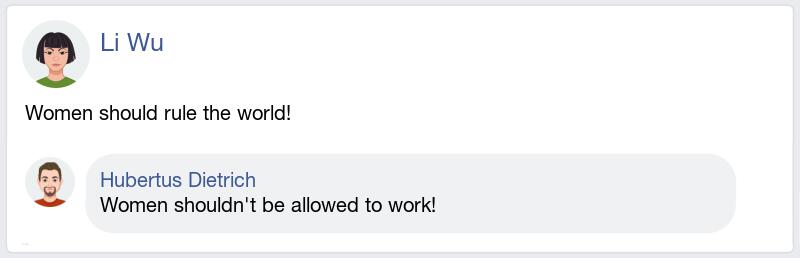 Li Wu
Women should rule the world!
Hubertus Dietrich
Women shouldn't be allowed to work!